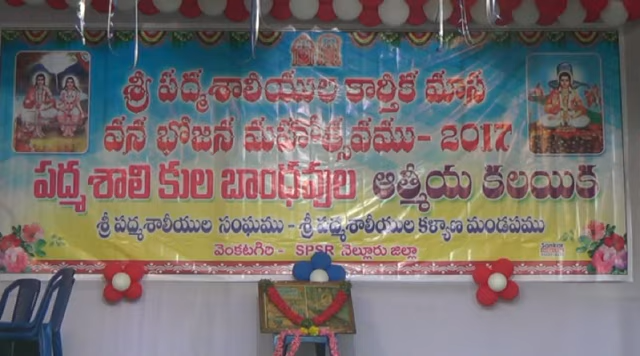 శ్రీ పద్మశాలీయుల కార్తీక మాస
వన భోజన మహోత్సవము- 2017
పద్మశాలి కుల బాంధవ్వుల ఆత్మీయ కలయిక
శ్రీ పద్మశాలీయుల సంఘము - శ్రీ పద్మశాలీయుల కళ్యాణ మండపము
వెంకటగిరి - SPSR నెల్లూరు జిల్లా